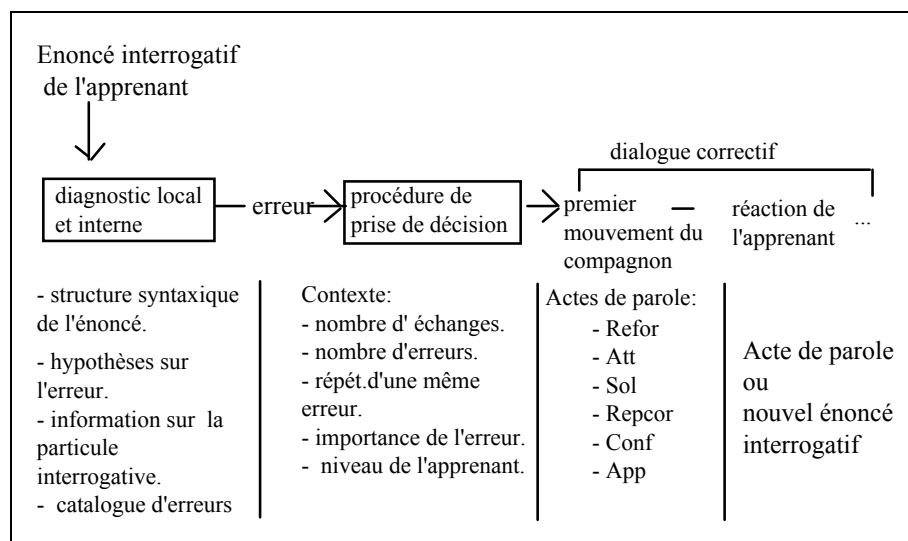 Enoncé interrogatif
de l'apprenant
dialogue correctif
diagnostic local
et interne
erreur
procédure de
prise de décision
premier
mouvement du
compagnon
réaction de
l'apprenant
...
- structure syntaxique
de l'énoncé.
- hypothèses sur
l'erreur.
- information sur la
particule
interrogative.
- catalogue d'erreurs
Contexte:
- nombre d' échanges.
- nombre d'erreurs.
- répét.d'une même
erreur.
- importance de l'erreur.
- niveau de l'apprenant.
Actes de parole:
- Refor
- Att
- Sol
- Repcor
- Conf
- App
Acte de parole
ou
nouvel énoncé
interrogatif